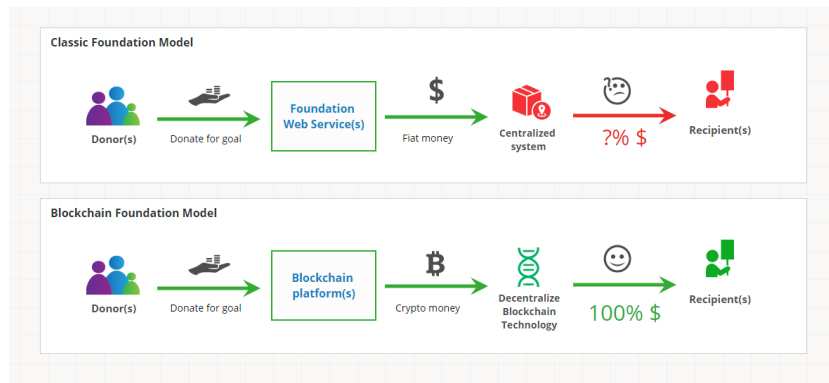 Classic Foundation Model
$
Foundation
Web Service(s)
Donor(s)
Donate for goal
Fiat money
Centralized
system
?% $
Recipient(s)
Blockchain Foundation Model
Blockchain
platform(s)
Donor(s)
Donate for goal
Crypto money
Decentralize
Blockchain
Technology
100% $
Recipient(s)